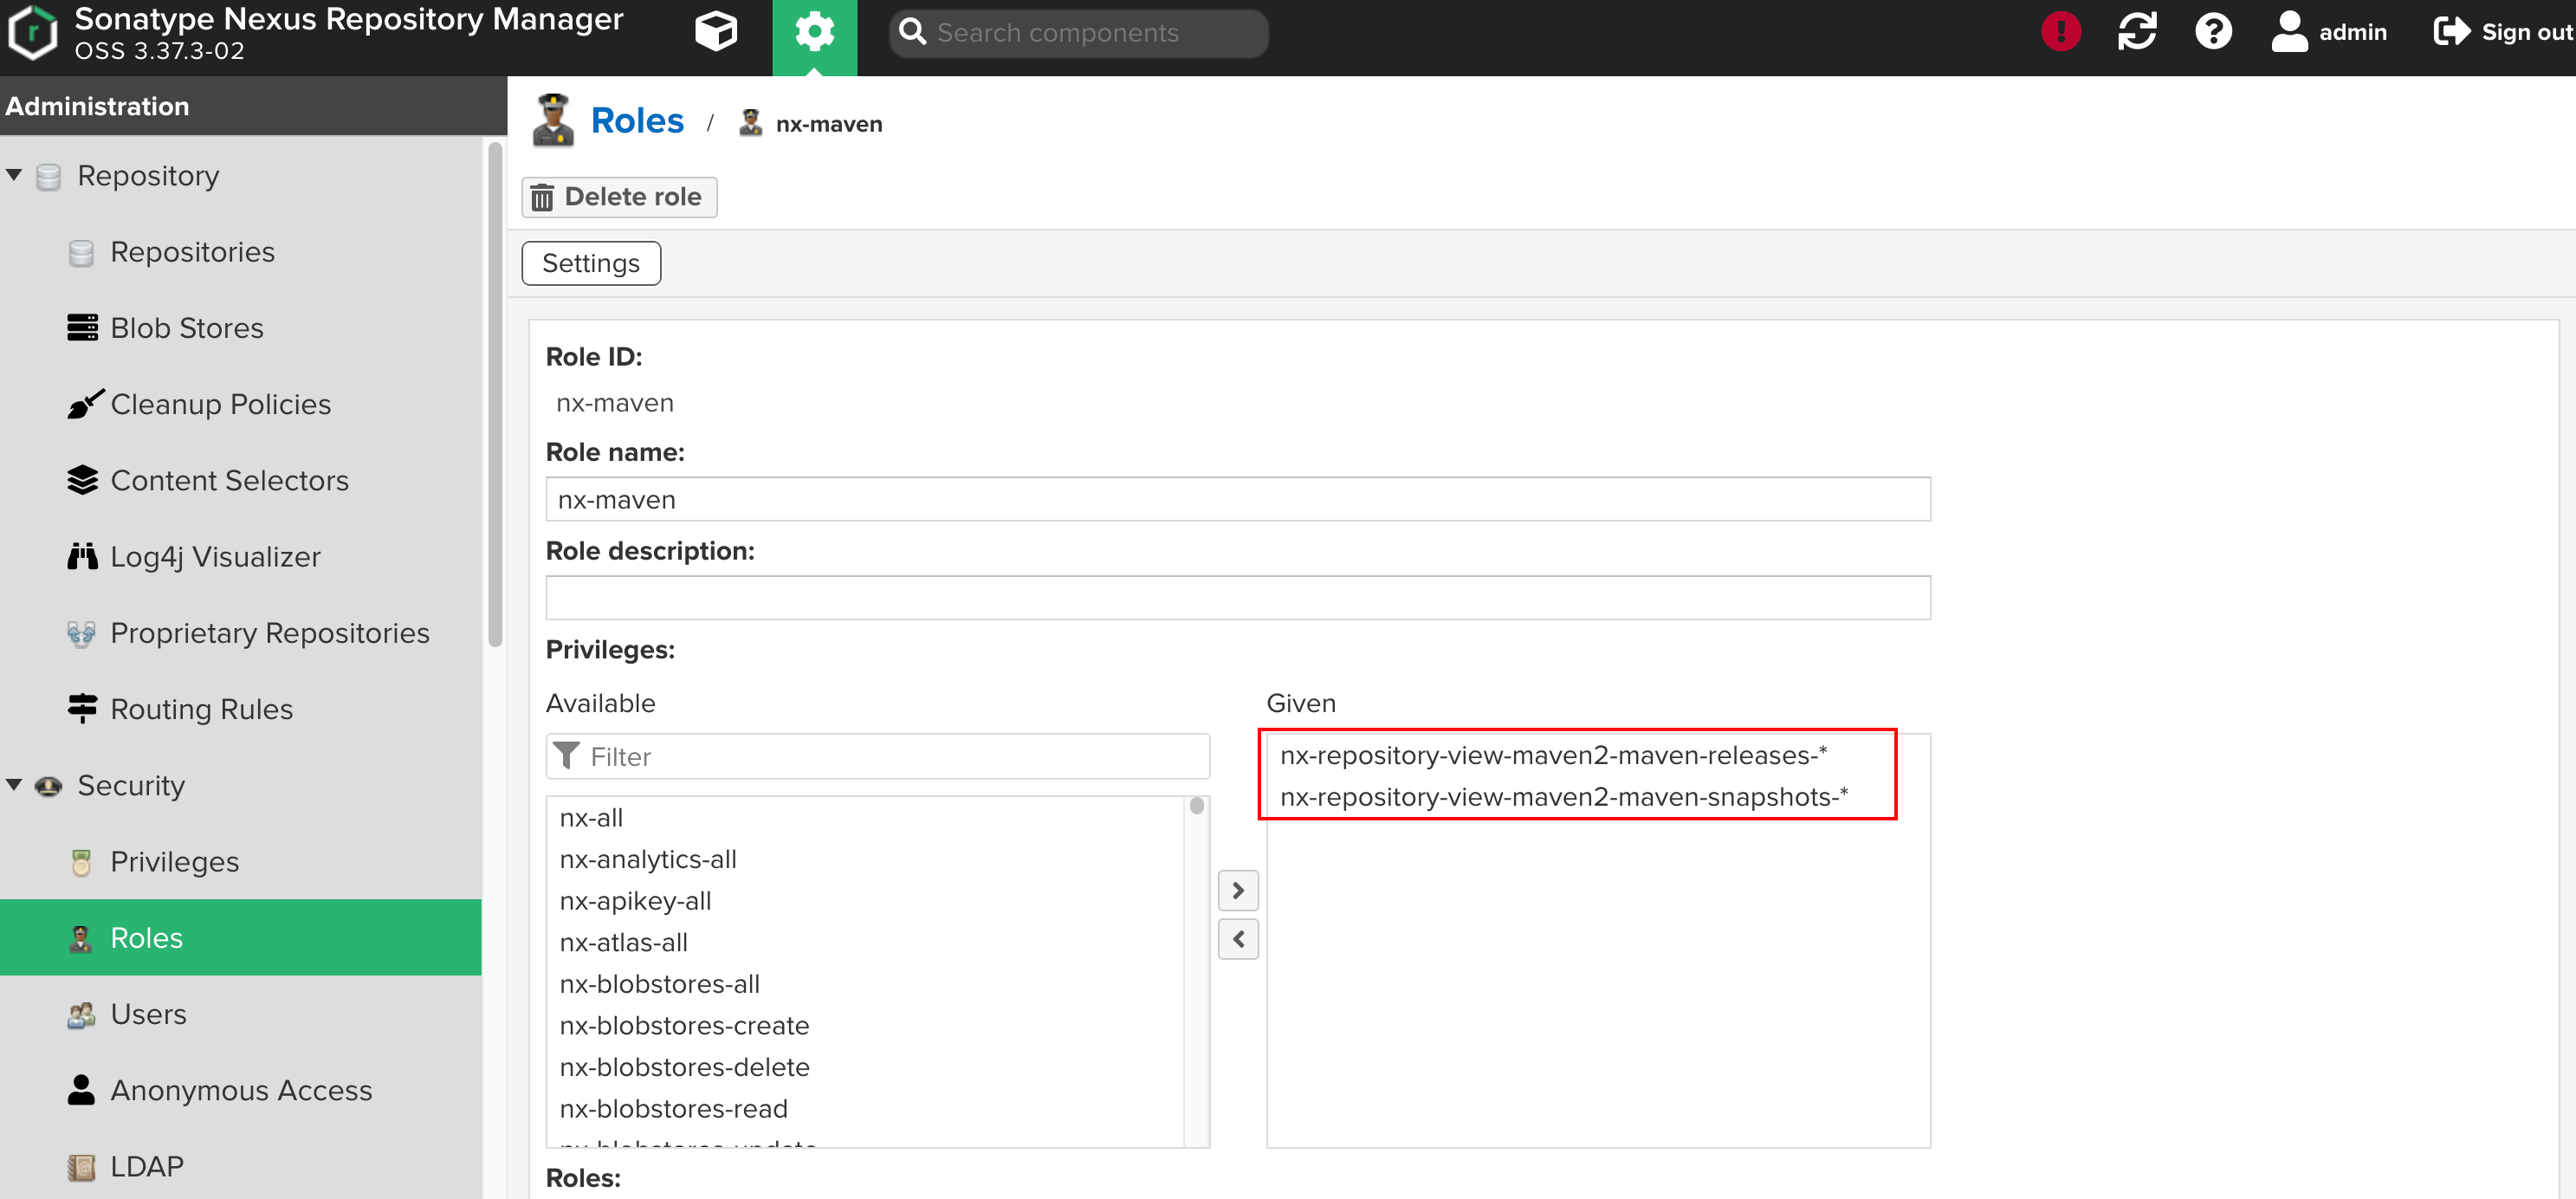 Sonatype Nexus Repository Manager
OSS 3.37.3-02
Search components
admin
Sign out
Administration
Repository
Repositories
Blob Stores
Cleanup Policies
Content Selectors
Log4j Visualizer
Proprietary Repositories
Routing Rules
Security
Privileges
Roles
Users
Anonymous Access
LDAP
Roles / nx-maven
Delete role
Settings
Role ID:
nx-maven
Role name:
nx-maven
Role description:
Privileges:
Available
Filter
nx-all
nx-analytics-all
nx-apikey-all
nx-atlas-all
nx-blobstores-all
nx-blobstores-create
nx-blobstores-delete
nx-blobstores-read
nx-blobstores-update
Given
nx-repository-view-maven2-maven-releases-*
nx-repository-view-maven2-maven-snapshots-*
Roles: